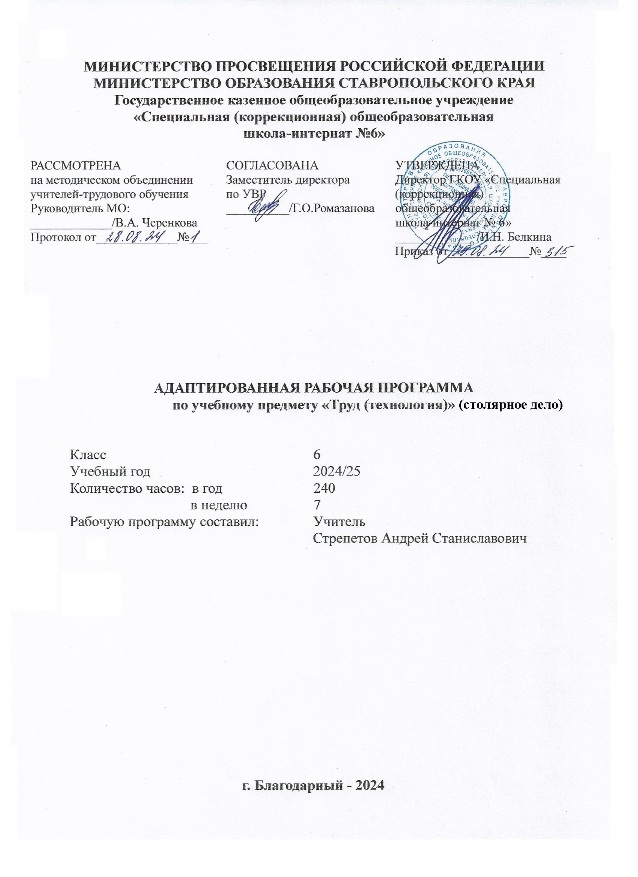 МИНИСТЕРСТВО ПРОСВЕЩЕНИЯ РОССИЙСКОЙ ФЕДЕРАЦИИ
МИНИСТЕРСТВО ОБРАЗОВАНИЯ СТАВРОПОЛЬСКОГО КРАЯ
Государственное казенное общеобразовательное учреждение
«Специальная (коррекционная) общеобразовательная
школа-интернат №6»
РАССМОТРЕНА
на методическом объединении
учителей-трудового обучения
Руководитель МО:
/В.А. Черенкова
Протокол от 28.08.24 №1
СОГЛАСОВАНА
Заместитель директора
по УВР
/Г.О.Ромазанова
УТВЕРЖДЕНА
Директор ГКОУ «Специальная
(коррекционная)
общеобразовательная
школа-интернат № 6»
/И.Н. Белкина
Приказ от 29.08.24 № 515
АДАПТИРОВАННАЯ РАБОЧАЯ ПРОГРАММА
по учебному предмету «Труд (технология)» (столярное дело)
Класс 6
Учебный год 2024/25
Количество часов: в год 240
в неделю 7
Рабочую программу составил: Учитель
Стрепетов Андрей Станиславович
г. Благодарный - 2024